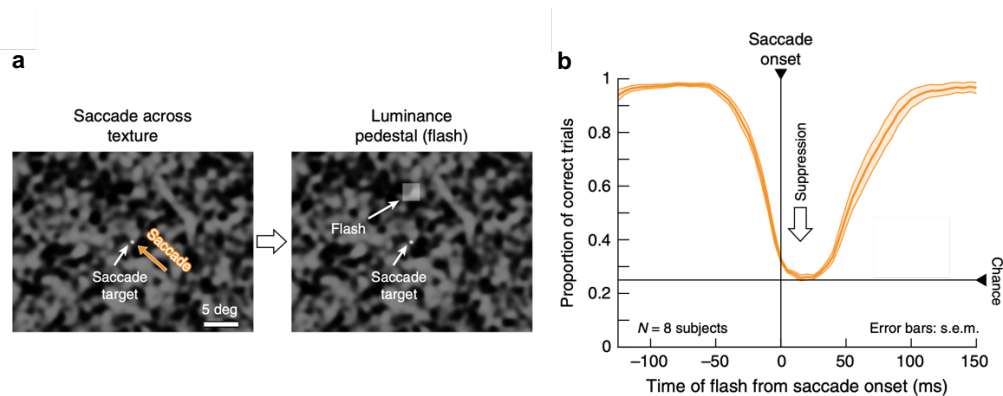 a
Saccade across
texture
Saccade
Saccade
target
5 deg
Luminance
pedestal (flash)
Flash
Saccade
target
b
Saccade
onset
Proportion of correct trials
1
0.8
0.6
0.4
0.2
0
Suppression
Chance
N = 8 subjects
Error bars: s.e.m.
–100
–50
0
50
100
150
Time of flash from saccade onset (ms)